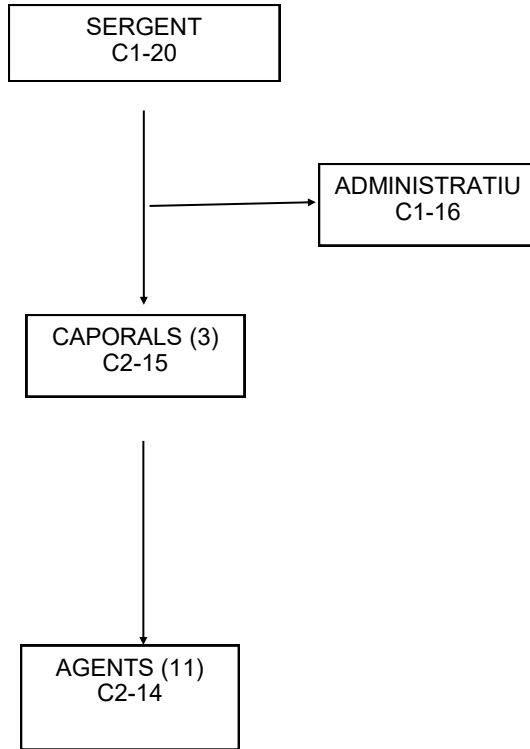 SERGENT
C1-20
ADMINISTRATIU
C1-16
CAPORALS (3)
C2-15
AGENTS (11)
C2-14